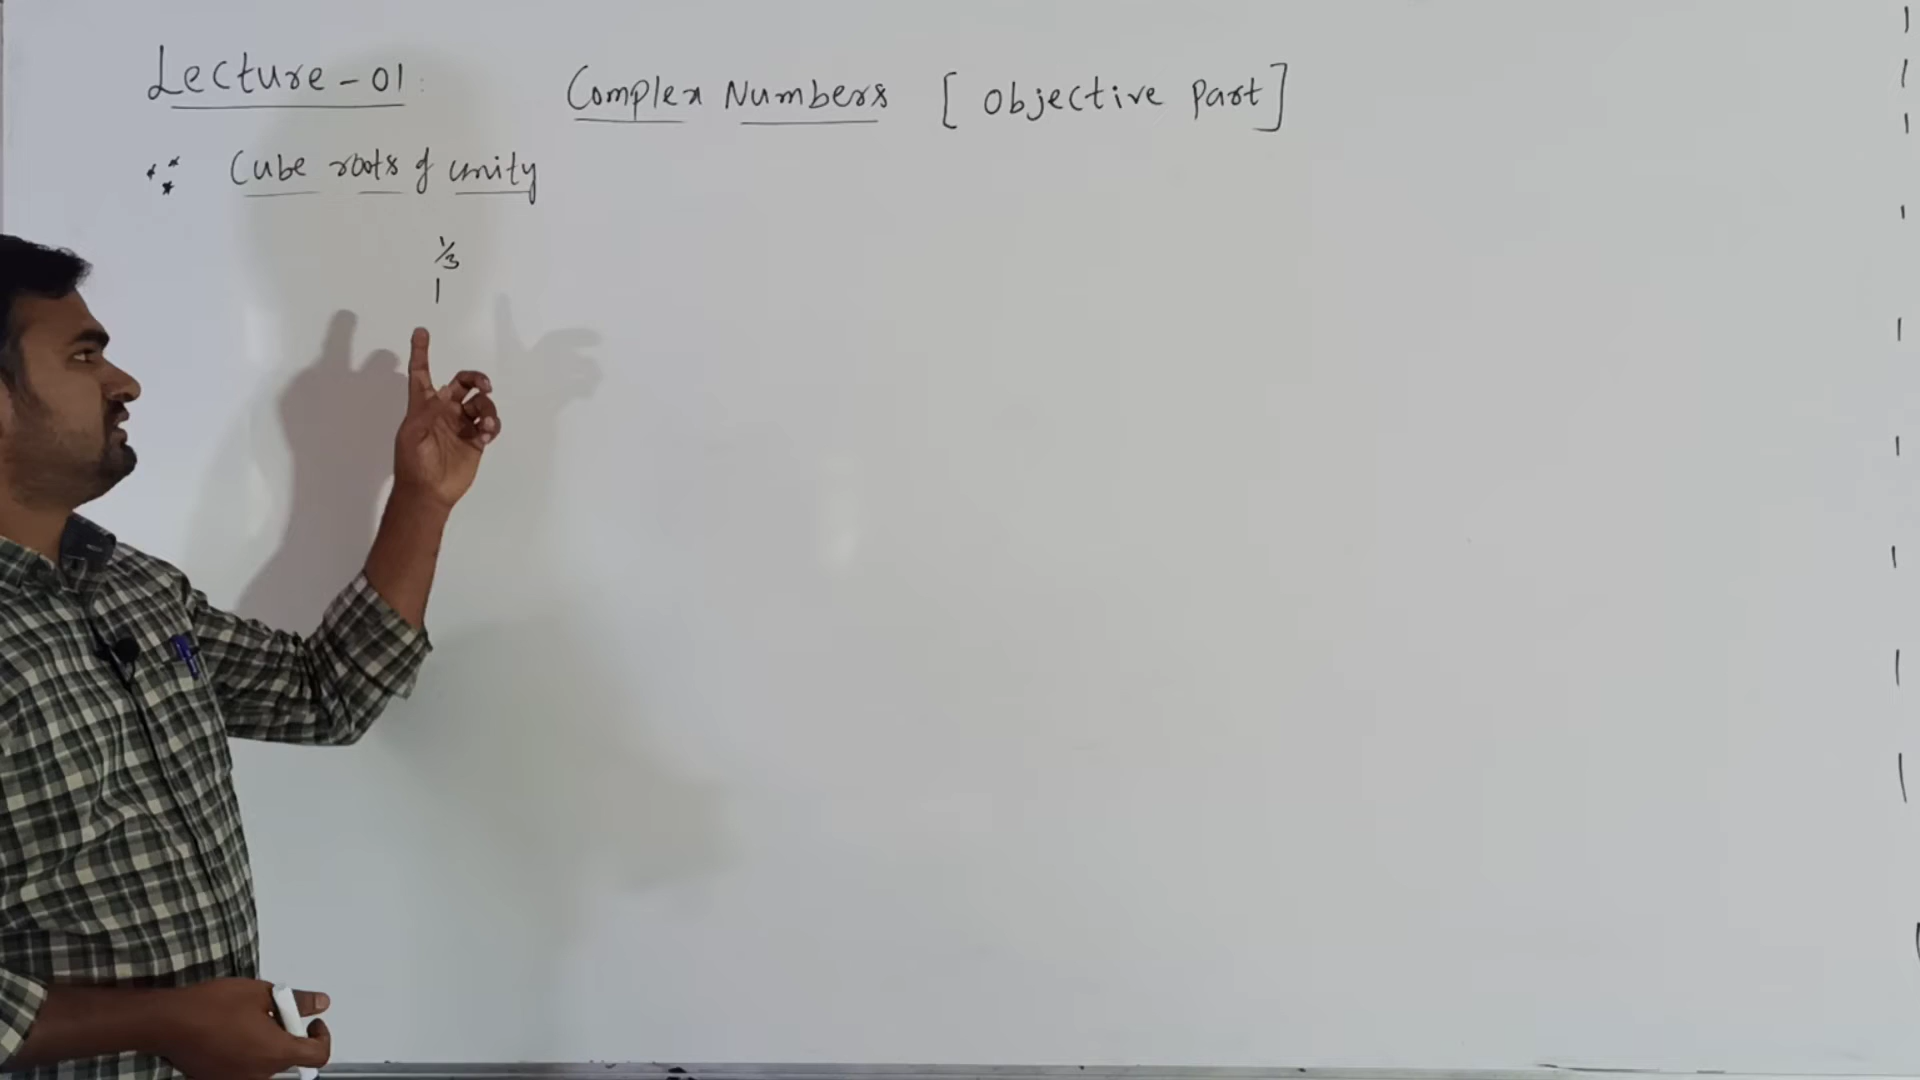 Lecture-01: Complex Numbers [Objective Part]
Cube roots of unity
1^1/3